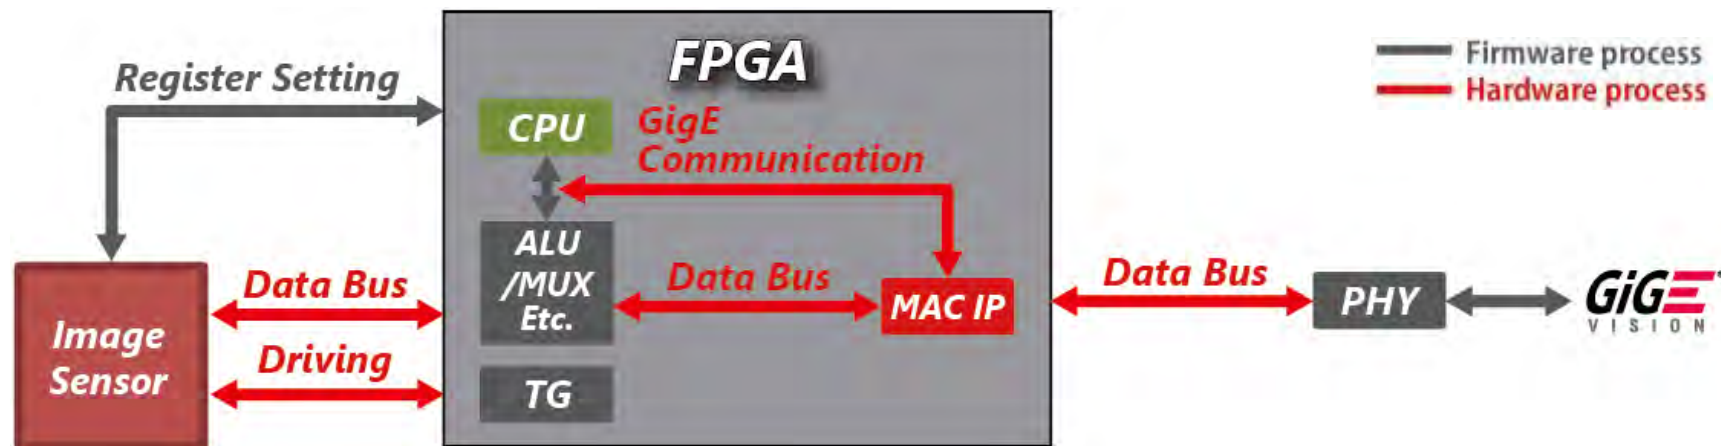 FPGA
Register Setting
CPU
GigE
Communication
ALU
/MUX
Etc.
TG
Data Bus
MAC IP
Image
Sensor
Data Bus
Driving
Data Bus
PHY
GiGE
VISION
Firmware process
Hardware process